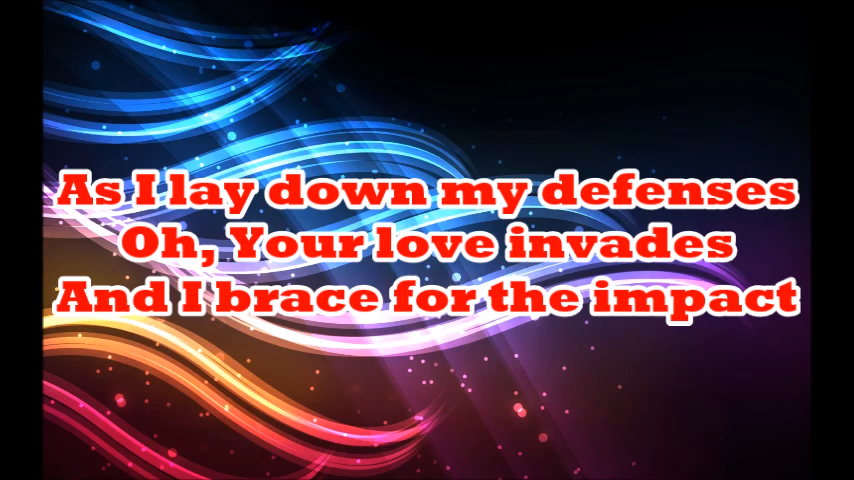 As I lay down my defenses
Oh, Your love invades
And I brace for the impact